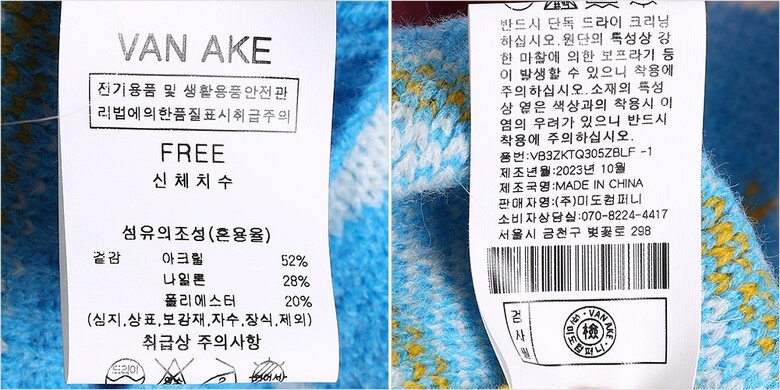 VAN AKE
전기용품 및 생활용품안전관
리법에의한품질표시취급주의
FREE
신체치수
섬유의조성(혼용율)
겉감 아크릴 52%
나일론 28%
폴리에스터 20%
(심지,상표,보강재,자수,장식,제외)
취급상 주의사항
드라이
반드시 단독 드라이 크리닝
하십시오.원단의 특성상 강
한 마찰에 의한 보프라기 등
이 발생할 수 있으니 착용에
주의하십시오.소재의 특성
상 옅은 색상과의 착용시 이
염의 우려가 있으니 반드시
착용에 주의하십시오.
품번:VB3ZKTQ305ZBLF -1
제조년월:2023년 10월
제조국명:MADE IN CHINA
판매자명:(주)미도컴퍼니
소비자상담실:070-8224-4417
서울시 금천구 벚꽃로 298
검사필
VAN AKE
檢
(주)미도컴퍼니